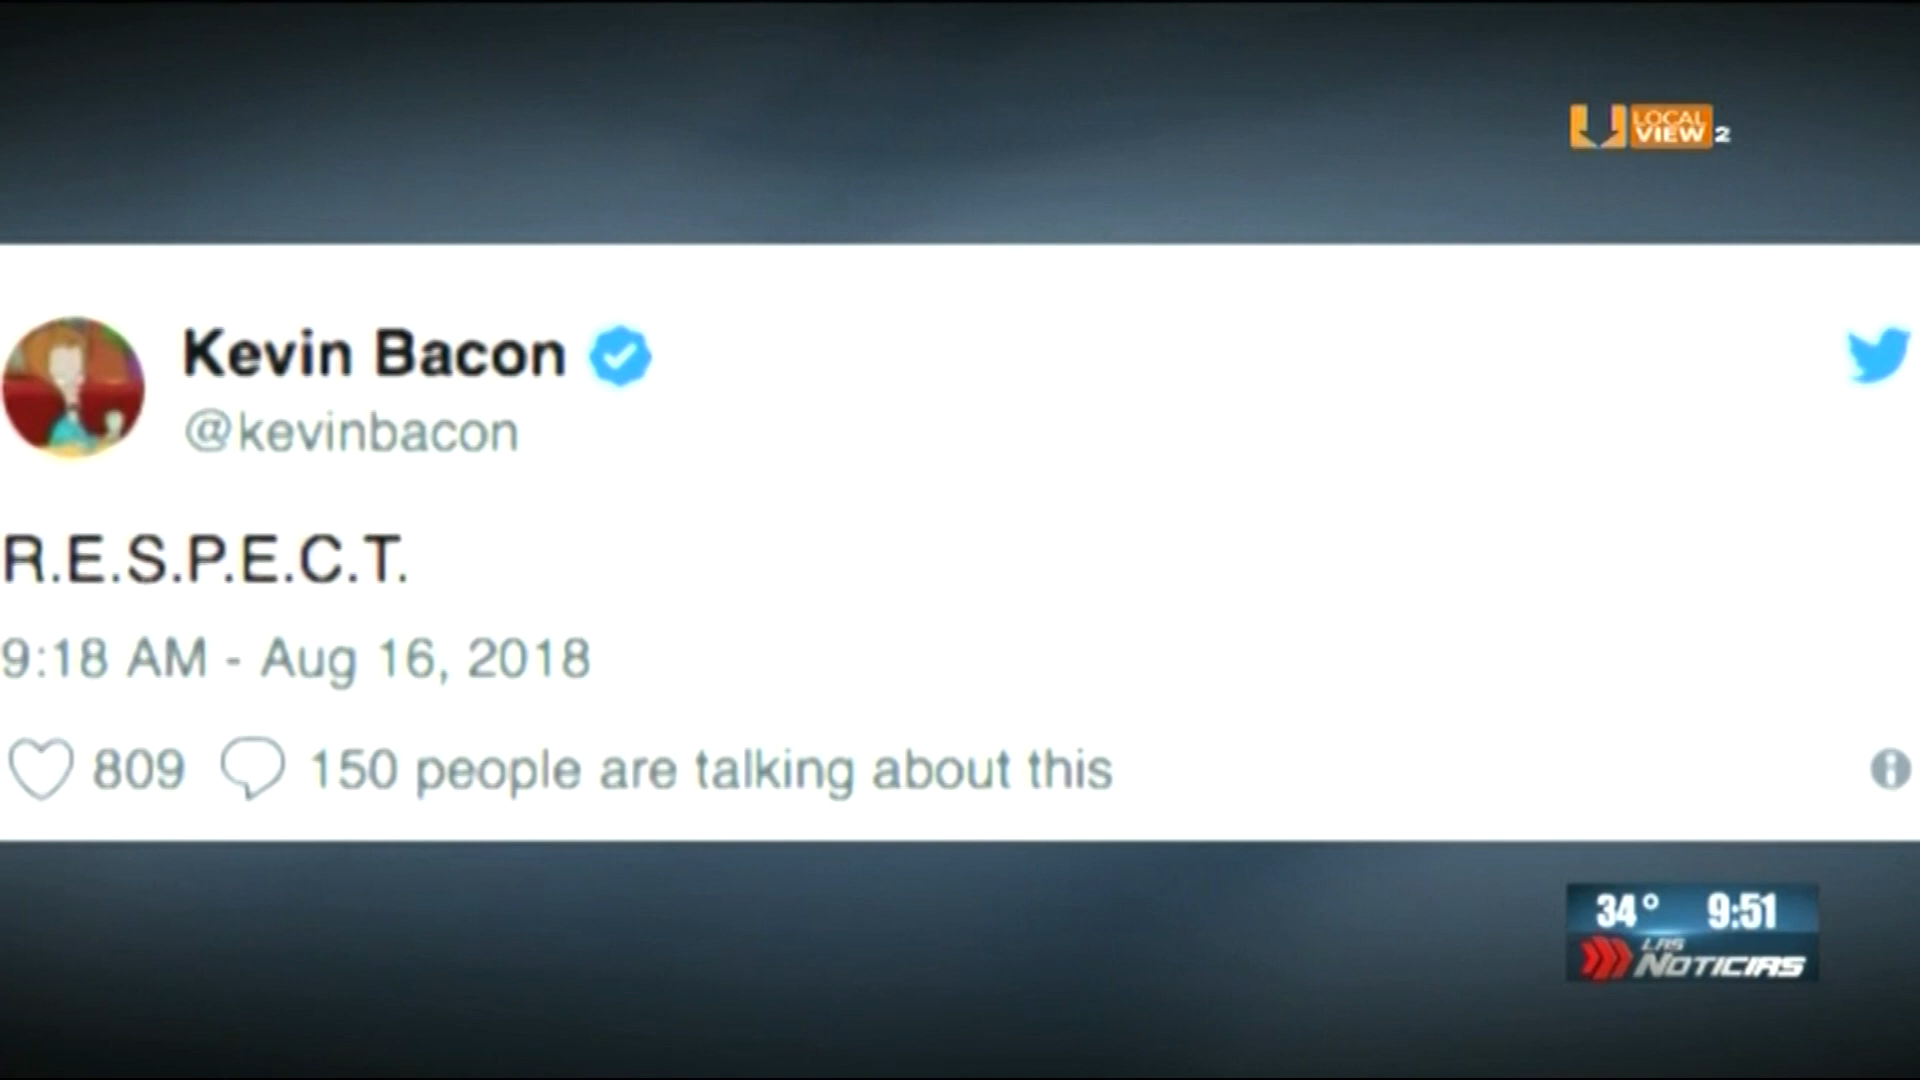 LOCAL
VIEW 2
Kevin Bacon
@kevinbacon
R.E.S.P.E.C.T.
9:18 AM - Aug 16, 2018
809 150 people are talking about this
34° 9:51
LAS
NOTICIAS